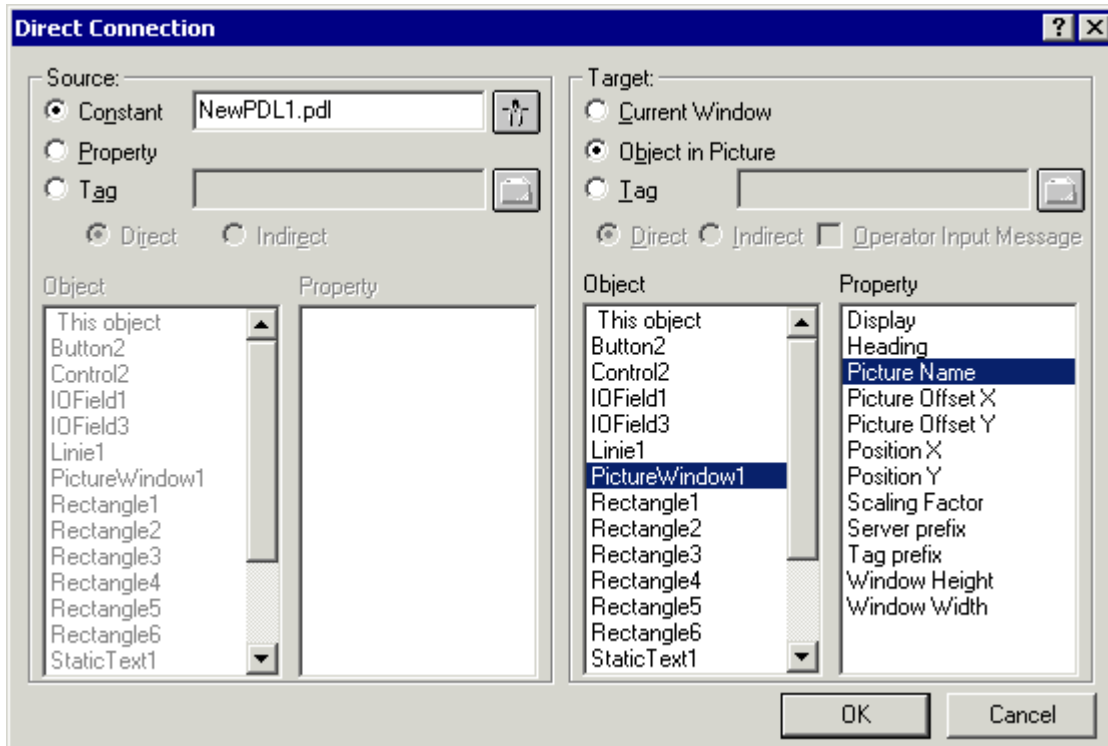 Direct Connection
Source:
Constant NewPDL1.pdl
Property
Tag
Direct Indirect
Object Property
This object
Button2
Control2
IOField1
IOField3
Linie1
PictureWindow1
Rectangle1
Rectangle2
Rectangle3
Rectangle4
Rectangle5
Rectangle6
StaticText1
Target:
Current Window
Object in Picture
Tag
Direct Indirect Operator Input Message
Object
This object
Button2
Control2
IOField1
IOField3
Linie1
PictureWindow1
Rectangle1
Rectangle2
Rectangle3
Rectangle4
Rectangle5
Rectangle6
StaticText1
Property
Display
Heading
Picture Name
Picture Offset X
Picture Offset Y
Position X
Position Y
Scaling Factor
Server prefix
Tag prefix
Window Height
Window Width
OK Cancel